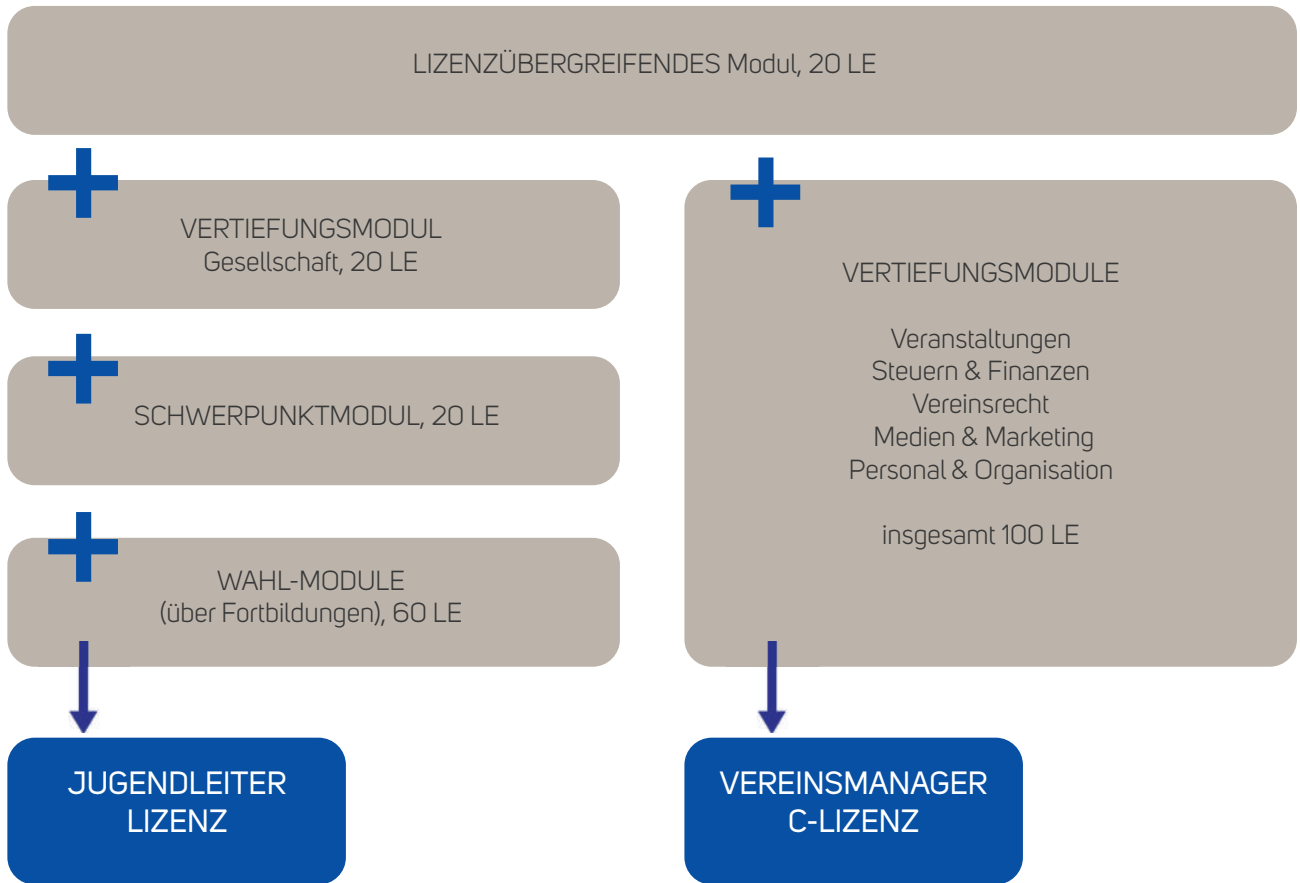 LIZENZÜBERGREIFENDES Modul, 20 LE
VERTIEFUNGSMODUL
Gesellschaft, 20 LE
SCHWERPUNKTMODUL, 20 LE
WAHL-MODULE
(über Fortbildungen), 60 LE
JUGENDLEITER
LIZENZ
VERTIEFUNGSMODULE
Veranstaltungen
Steuern & Finanzen
Vereinsrecht
Medien & Marketing
Personal & Organisation
insgesamt 100 LE
VEREINSMANAGER
C-LIZENZ